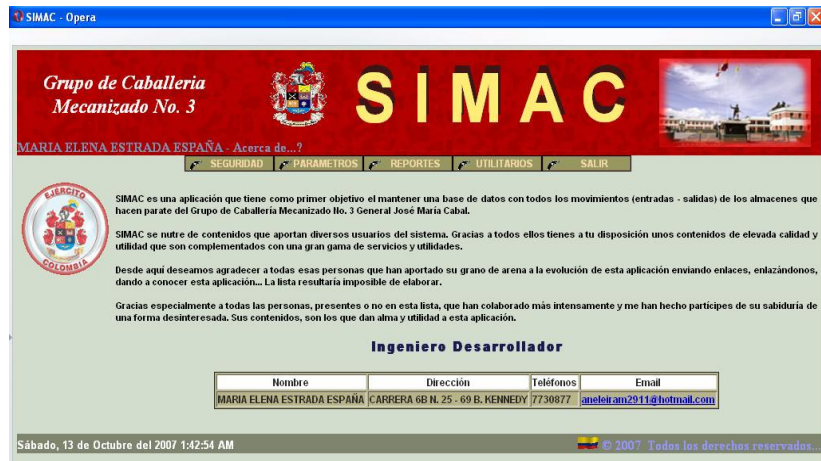 SIMAC - Opera
Grupo de Caballeria
Mecanizado No. 3
SIMAC
MARIA ELENA ESTRADA ESPAÑA - Acerca de...?
SEGURIDAD PARAMETROS REPORTES UTILITARIOS SALIR
EJERCITO
COLOMBIA
SIMAC es una aplicación que tiene como primer objetivo el mantener una base de datos con todos los movimientos (entradas - salidas) de los almacenes que
hacen parate del Grupo de Caballería Mecanizado No. 3 General José María Cabal.
SIMAC se nutre de contenidos que aportan diversos usuarios del sistema. Gracias a todos ellos tienes a tu disposición unos contenidos de elevada calidad y
utilidad que son complementados con una gran gama de servicios y utilidades.
Desde aquí deseamos agradecer a todas esas personas que han aportado su grano de arena a la evolución de esta aplicación enviando enlaces, enlazándonos,
dando a conocer esta aplicación... La lista resultaría imposible de elaborar.
Gracias especialmente a todas las personas, presentes o no en esta lista, que han colaborado más intensamente y me han hecho partícipes de su sabiduría de
una forma desinteresada. Sus contenidos, son los que dan alma y utilidad a esta aplicación.
Ingeniero Desarrollador
Nombre Dirección Teléfonos Email
MARIA ELENA ESTRADA ESPAÑA CARRERA 6B N. 25 - 69 B. KENNEDY 7730877 aneleiram2911@hotmail.com
Sábado, 13 de Octubre del 2007 1:42:54 AM
© 2007 Todos los derechos reservados...